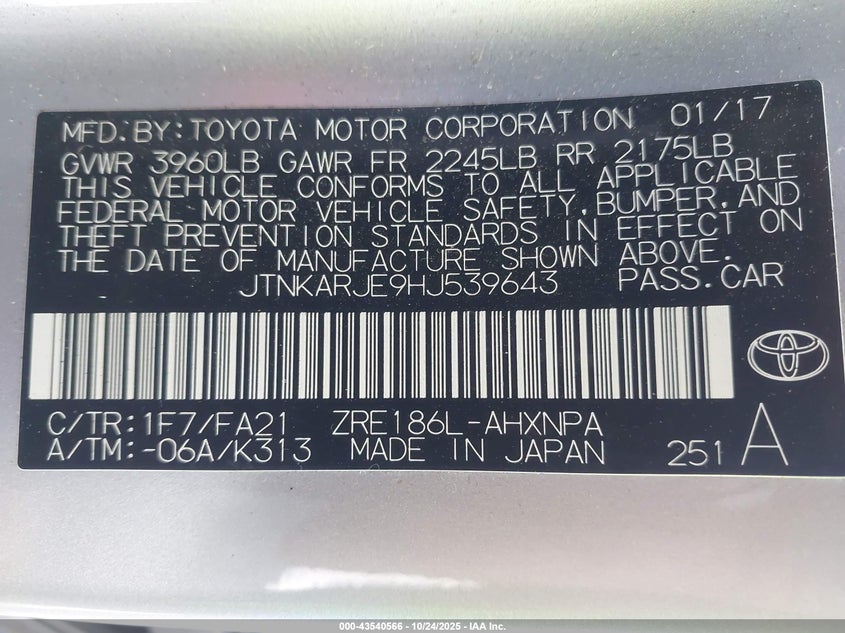 MFD.BY:TOYOTA MOTOR CORPORATION 01/17
GVWR 3960LB GAWR FR 2245LB RR 2175LB
THIS VEHICLE CONFORMS TO ALL APPLICABLE
FEDERAL MOTOR VEHICLE SAFETY,BUMPER,AND
THEFT PREVENTION STANDARDS IN EFFECT ON
THE DATE OF MANUFACTURE SHOWN ABOVE.
JTNKARJE9HJ539643 PASS.CAR
C/TR:1F7/FA21 ZRE186L-AHXNPA
A/TM:-06A/K313 MADE IN JAPAN 251 A
000-43540566 - 10/24/2025 - IAA Inc.